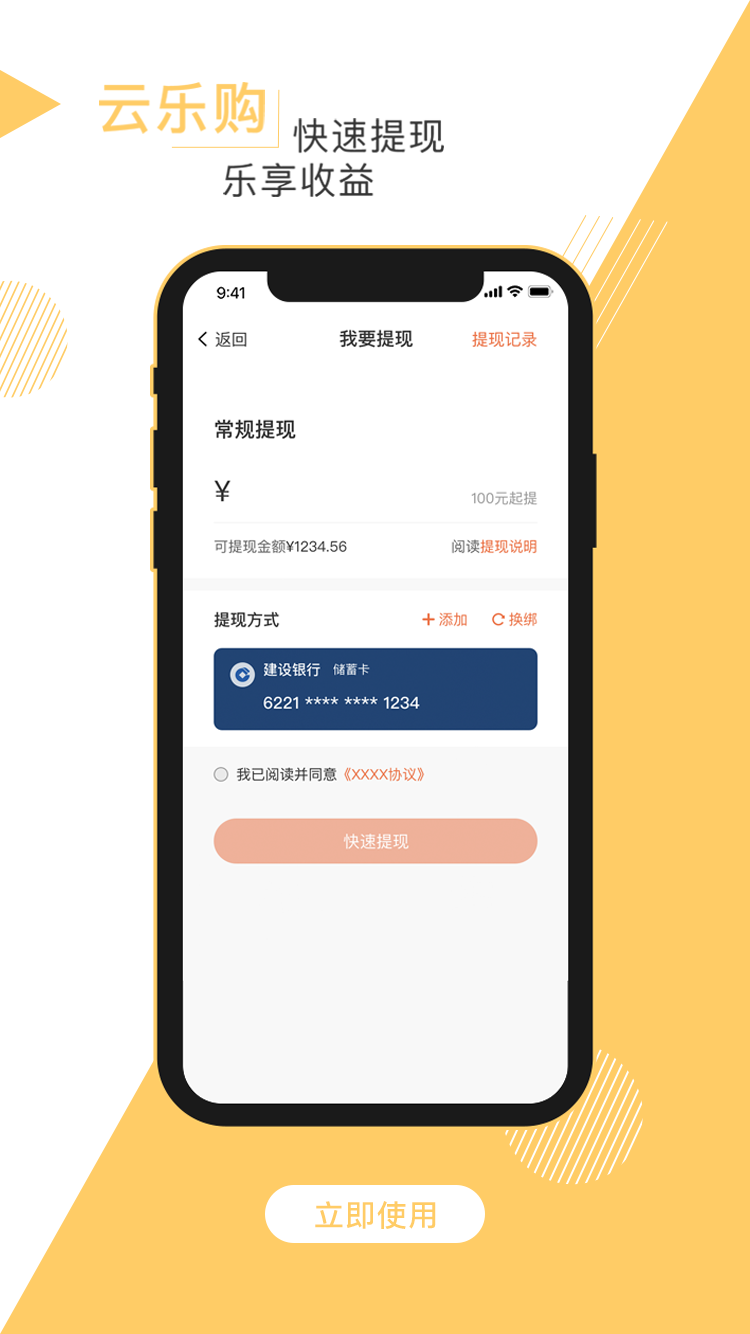 云乐购
快速提现
乐享收益
9:41
返回 我要提现 提现记录
常规提现
¥ 100元起提
可提现金额¥1234.56 阅读提现说明
提现方式 添加 换绑
建设银行 储蓄卡
6221 **** **** 1234
我已阅读并同意《XXXX协议》
快速提现
立即使用